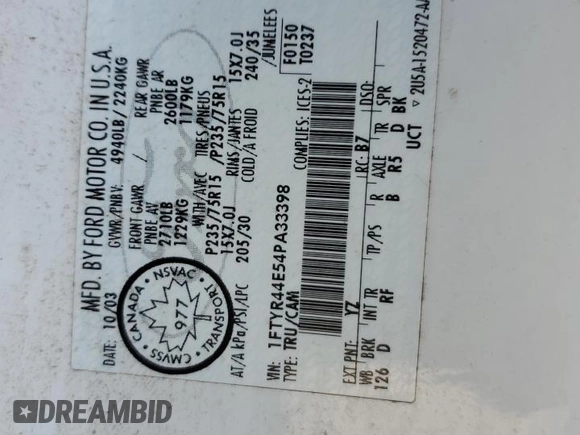 MFD. BY FORD MOTOR CO. IN U.S.A.
DATE: 10/03 GVWR/PNBV: 4940LB/ 2240KG
FRONT GAWR / REAR GAWR
PNBE AV PNBE AR
2710LB 2600LB
1229KG 1179KG
WITH/AVEC TIRES/PNEUS
P235/75R15 /P235/75R15
15X7.0J RIMS/JANTES 15X7.0J
AT/A kPa/PSI/LPC 205/30 COLD/A FROID 240/35 /JUMELEES
CANADA
CMVSS NSVAC
977
TRANSPORT
VIN: 1FTYR44E54PA33398
TYPE: TRU/CAM COMPLIES: ICES-2
F0150
T0237
EXT PNT: YZ RC: B7 DSO:
WB BRK INT TR TP/PS R AXLE TR SPR
126 D RF B R5 D BK
UCT
2U5A-1520472-AA
DREAMBID